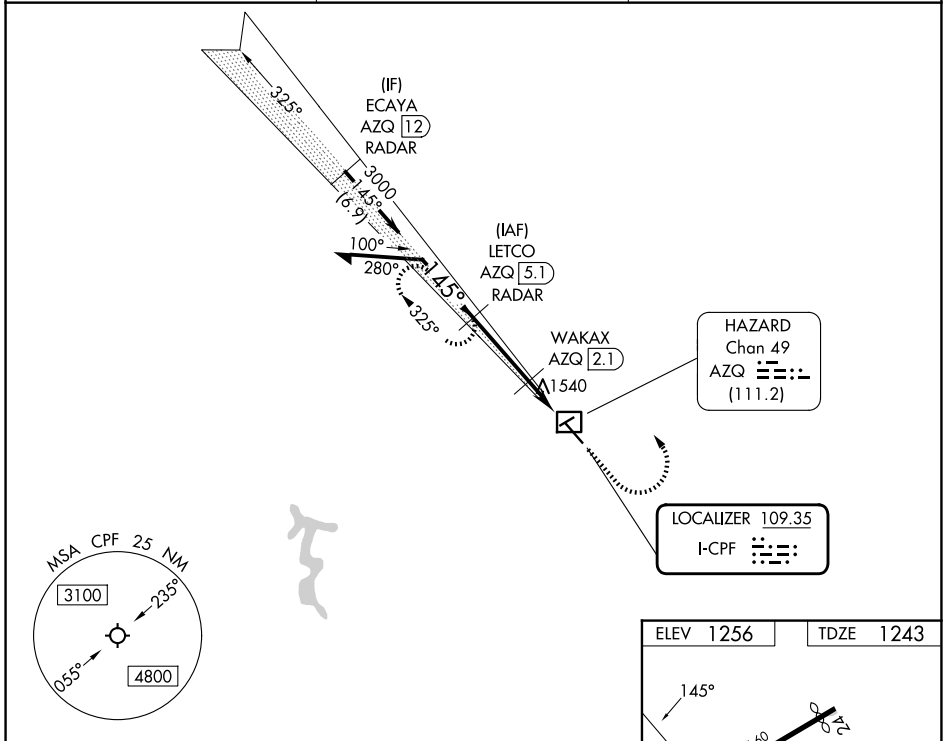 325°
(IF)
ECAYA
AZQ 12
RADAR
3000
145°
(6.9)
100°
280°
145°
325°
(IAF)
LETCO
AZQ 5.1
RADAR
WAKAX
AZQ 2.1
1540
HAZARD
Chan 49
AZQ
(111.2)
LOCALIZER 109.35
I-CPF
MSA CPF 25 NM
3100
235°
055°
4800
ELEV 1256
TDZE 1243
145°
24